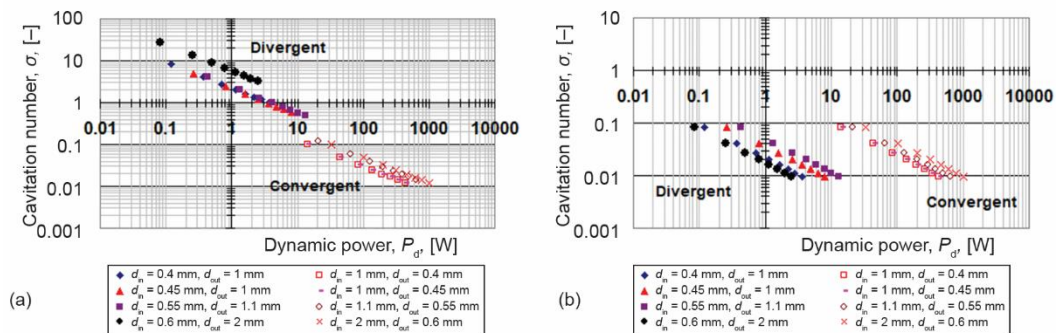 Cavitation number, σ, [–]
100
10
1
0.1
0.01
0.001
Divergent
Convergent
0.01 0.1 1 10 100 1000 10000
Dynamic power, Pd, [W]
din = 0.4 mm, dout = 1 mm
din = 0.45 mm, dout = 1 mm
din = 0.55 mm, dout = 1.1 mm
din = 0.6 mm, dout = 2 mm
din = 1 mm, dout = 0.4 mm
din = 1 mm, dout = 0.45 mm
din = 1.1 mm, dout = 0.55 mm
din = 2 mm, dout = 0.6 mm
(a)
Cavitation number, σ, [–]
10
1
0.1
0.01
0.001
0.01 0.1 1 10 100 1000 10000
Divergent
Convergent
Dynamic power, Pd, [W]
din = 0.4 mm, dout = 1 mm
din = 0.45 mm, dout = 1 mm
din = 0.55 mm, dout = 1.1 mm
din = 0.6 mm, dout = 2 mm
din = 1 mm, dout = 0.4 mm
din = 1 mm, dout = 0.45 mm
din = 1.1 mm, dout = 0.55 mm
din = 2 mm, dout = 0.6 mm
(b)